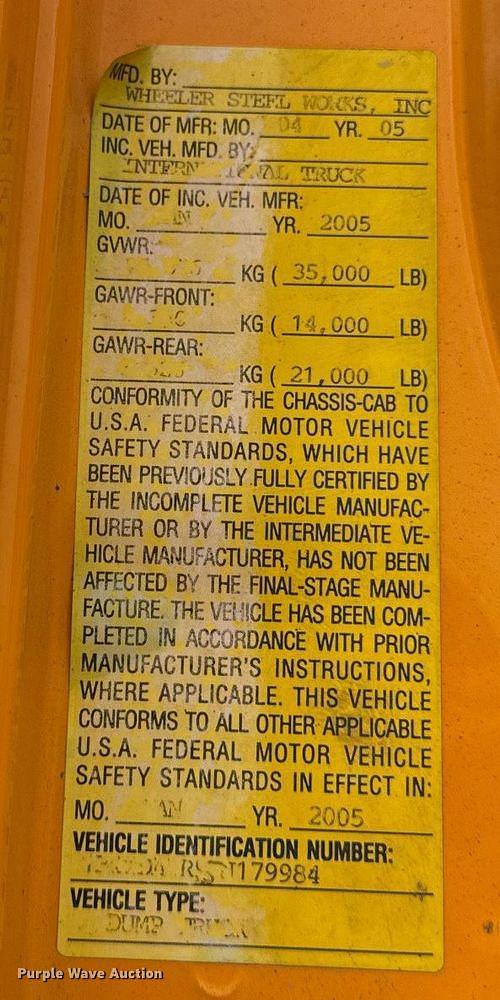 MFD. BY:
WHEELER STEEL WORKS, INC
DATE OF MFR: MO. 04 YR. 05
INC. VEH. MFD. BY:
TRUCK
DATE OF INC. VEH. MFR:
MO. YR. 2005
GVWR:
KG ( 35,000 LB)
GAWR-FRONT:
KG ( 14,000 LB)
GAWR-REAR:
KG ( 21,000 LB)
CONFORMITY OF THE CHASSIS-CAB TO
U.S.A. FEDERAL MOTOR VEHICLE
SAFETY STANDARDS, WHICH HAVE
BEEN PREVIOUSLY FULLY CERTIFIED BY
THE INCOMPLETE VEHICLE MANUFAC-
TURER OR BY THE INTERMEDIATE VE-
HICLE MANUFACTURER, HAS NOT BEEN
AFFECTED BY THE FINAL-STAGE MANU-
FACTURE. THE VEHICLE HAS BEEN COM-
PLETED IN ACCORDANCE WITH PRIOR
MANUFACTURER'S INSTRUCTIONS,
WHERE APPLICABLE. THIS VEHICLE
CONFORMS TO ALL OTHER APPLICABLE
U.S.A. FEDERAL MOTOR VEHICLE
SAFETY STANDARDS IN EFFECT IN:
MO. YR. 2005
VEHICLE IDENTIFICATION NUMBER:
VEHICLE TYPE:
DUMP TRUCK
Purple Wave Auction